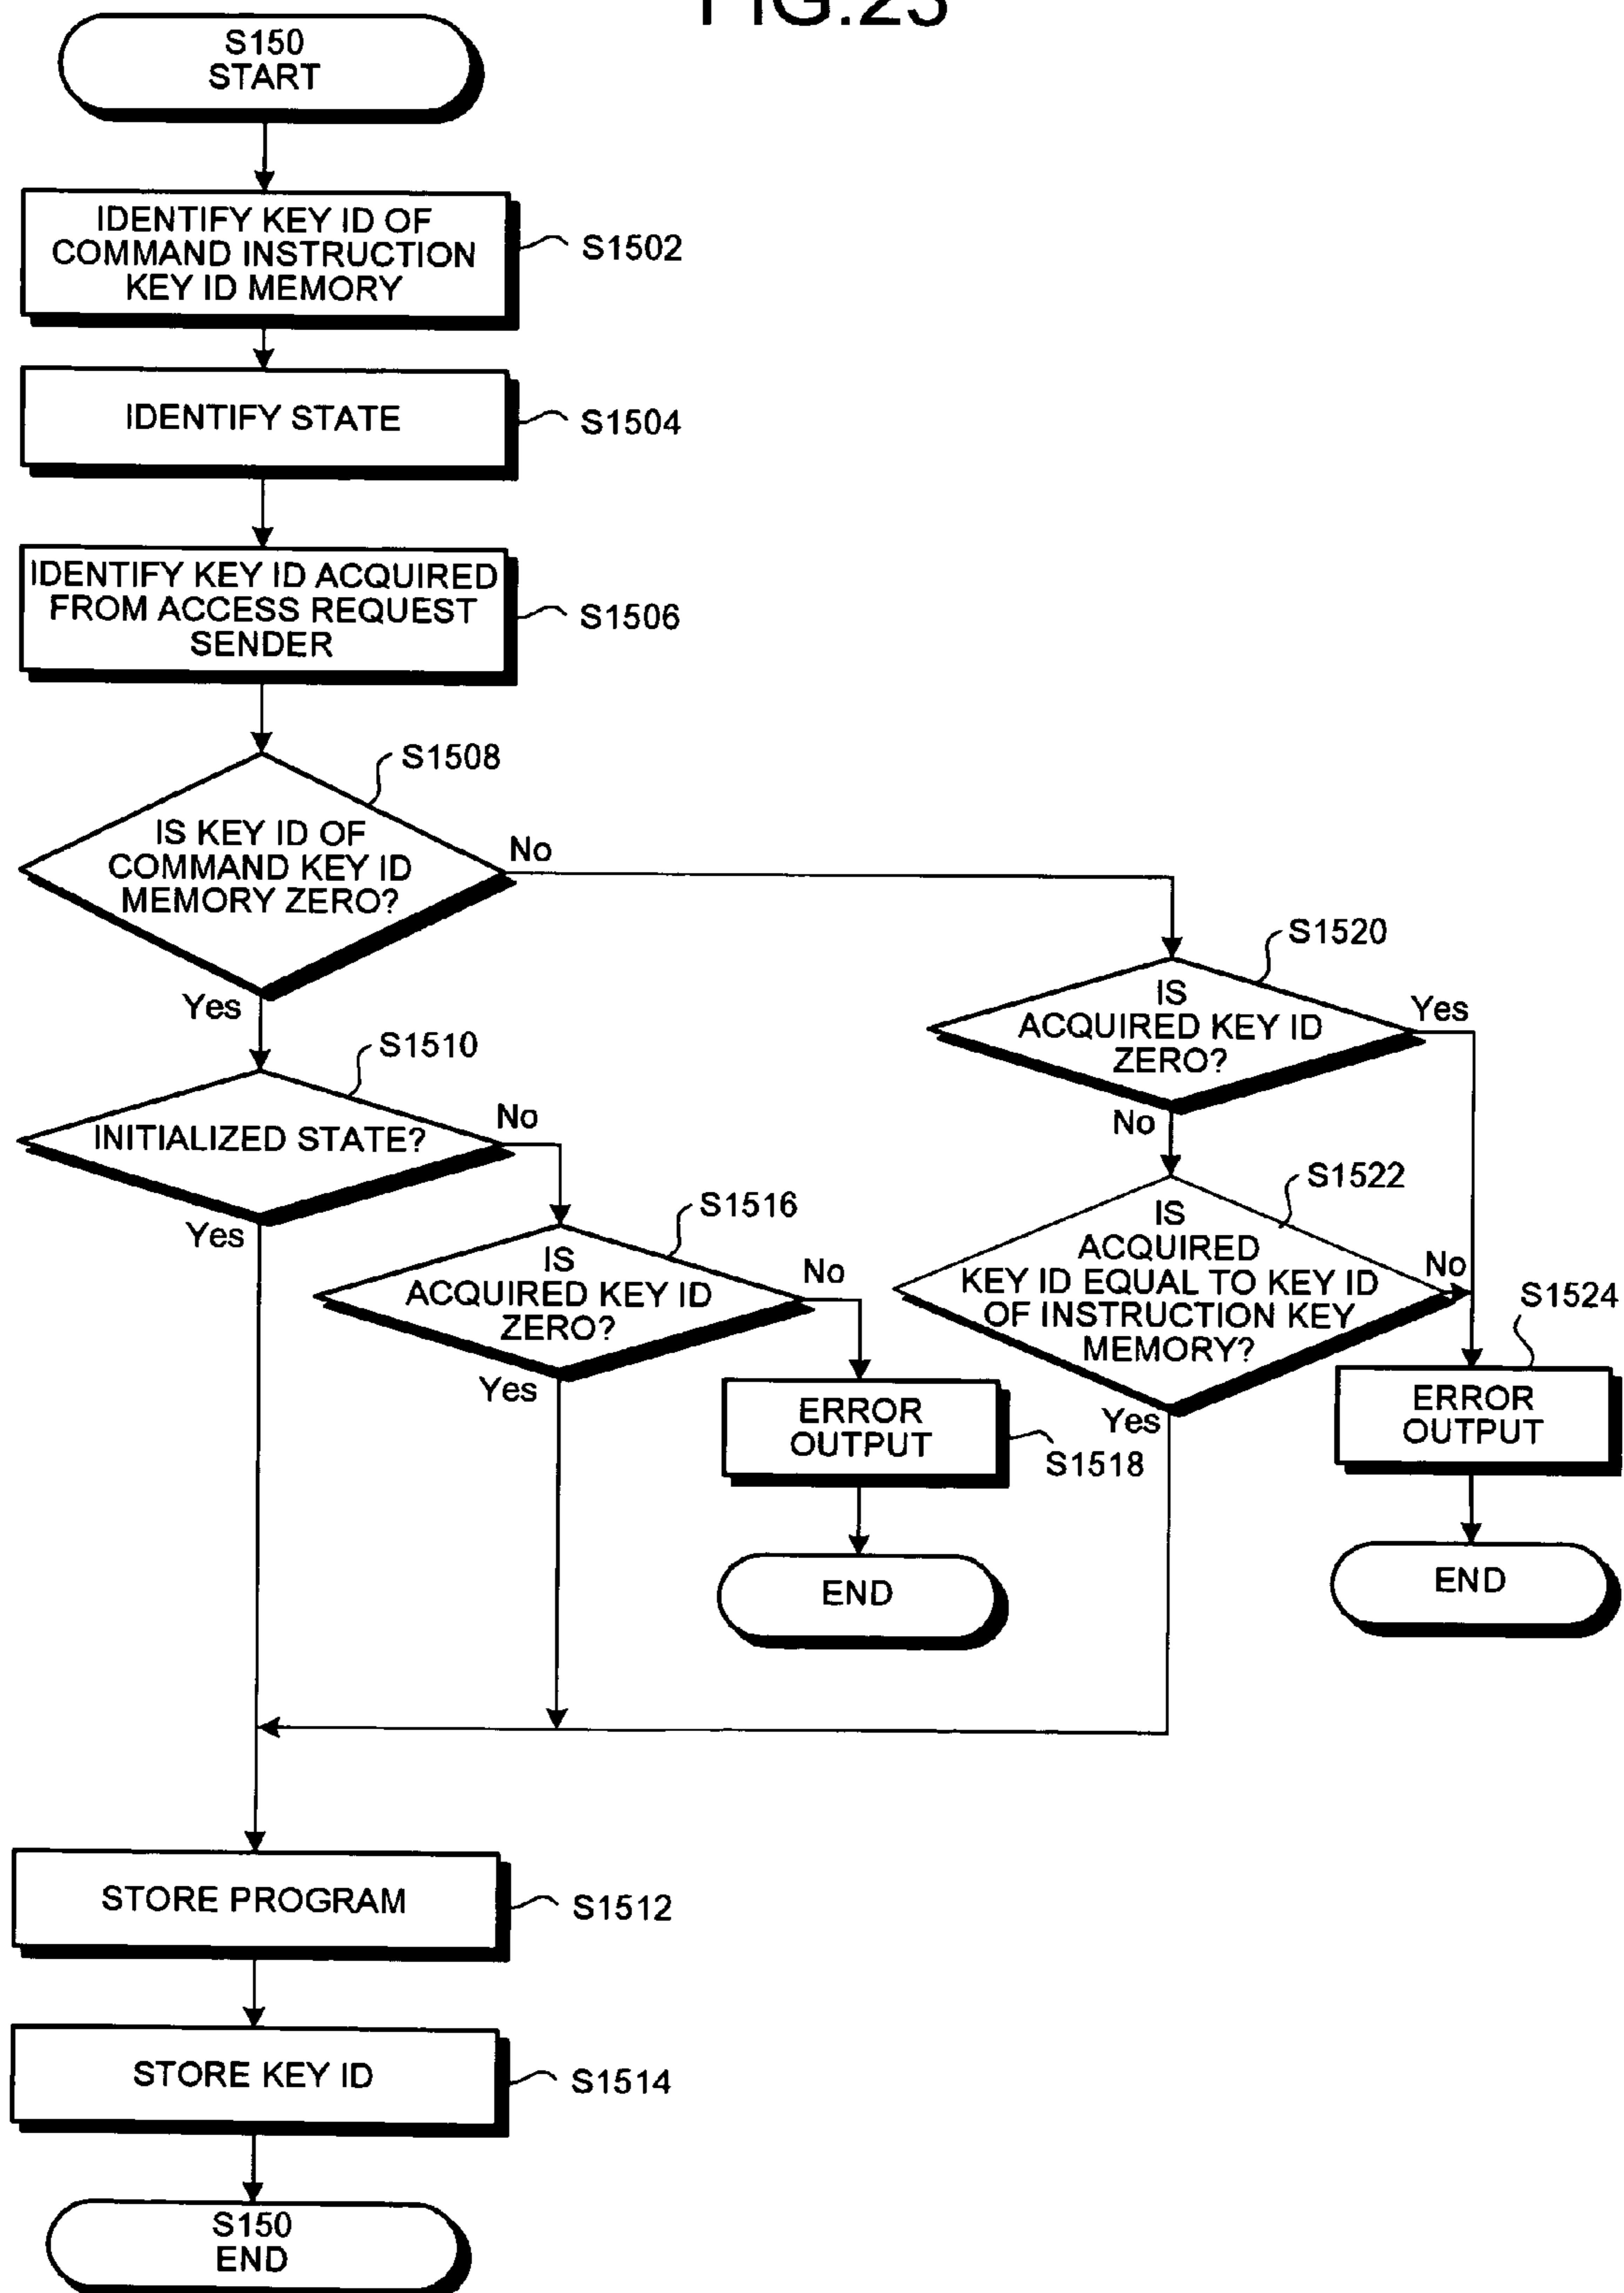 FIG.23
S150
START
IDENTIFY KEY ID OF
COMMAND INSTRUCTION
KEY ID MEMORY
S1502
IDENTIFY STATE
S1504
IDENTIFY KEY ID ACQUIRED
FROM ACCESS REQUEST
SENDER
S1506
S1508
IS KEY ID OF
COMMAND KEY ID
MEMORY ZERO?
No
Yes
S1520
IS
ACQUIRED KEY ID
ZERO?
Yes
No
S1510
INITIALIZED STATE?
No
Yes
S1516
IS
ACQUIRED KEY ID
ZERO?
No
Yes
S1522
IS
ACQUIRED
KEY ID EQUAL TO KEY ID
OF INSTRUCTION KEY
MEMORY?
No
Yes
S1524
ERROR
OUTPUT
S1518
ERROR
OUTPUT
END
END
STORE PROGRAM
S1512
STORE KEY ID
S1514
S150
END